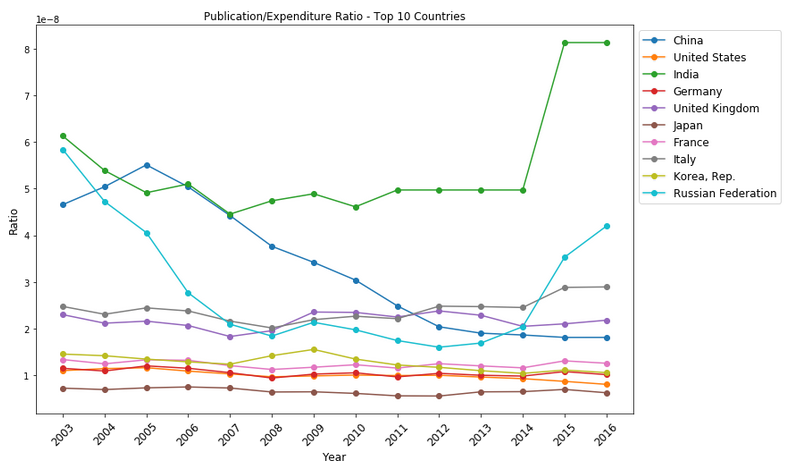 Publication/Expenditure Ratio - Top 10 Countries
1e−8
8
7
6
5
4
3
2
1
Ratio
2003 2004 2005 2006 2007 2008 2009 2010 2011 2012 2013 2014 2015 2016
Year
China
United States
India
Germany
United Kingdom
Japan
France
Italy
Korea, Rep.
Russian Federation